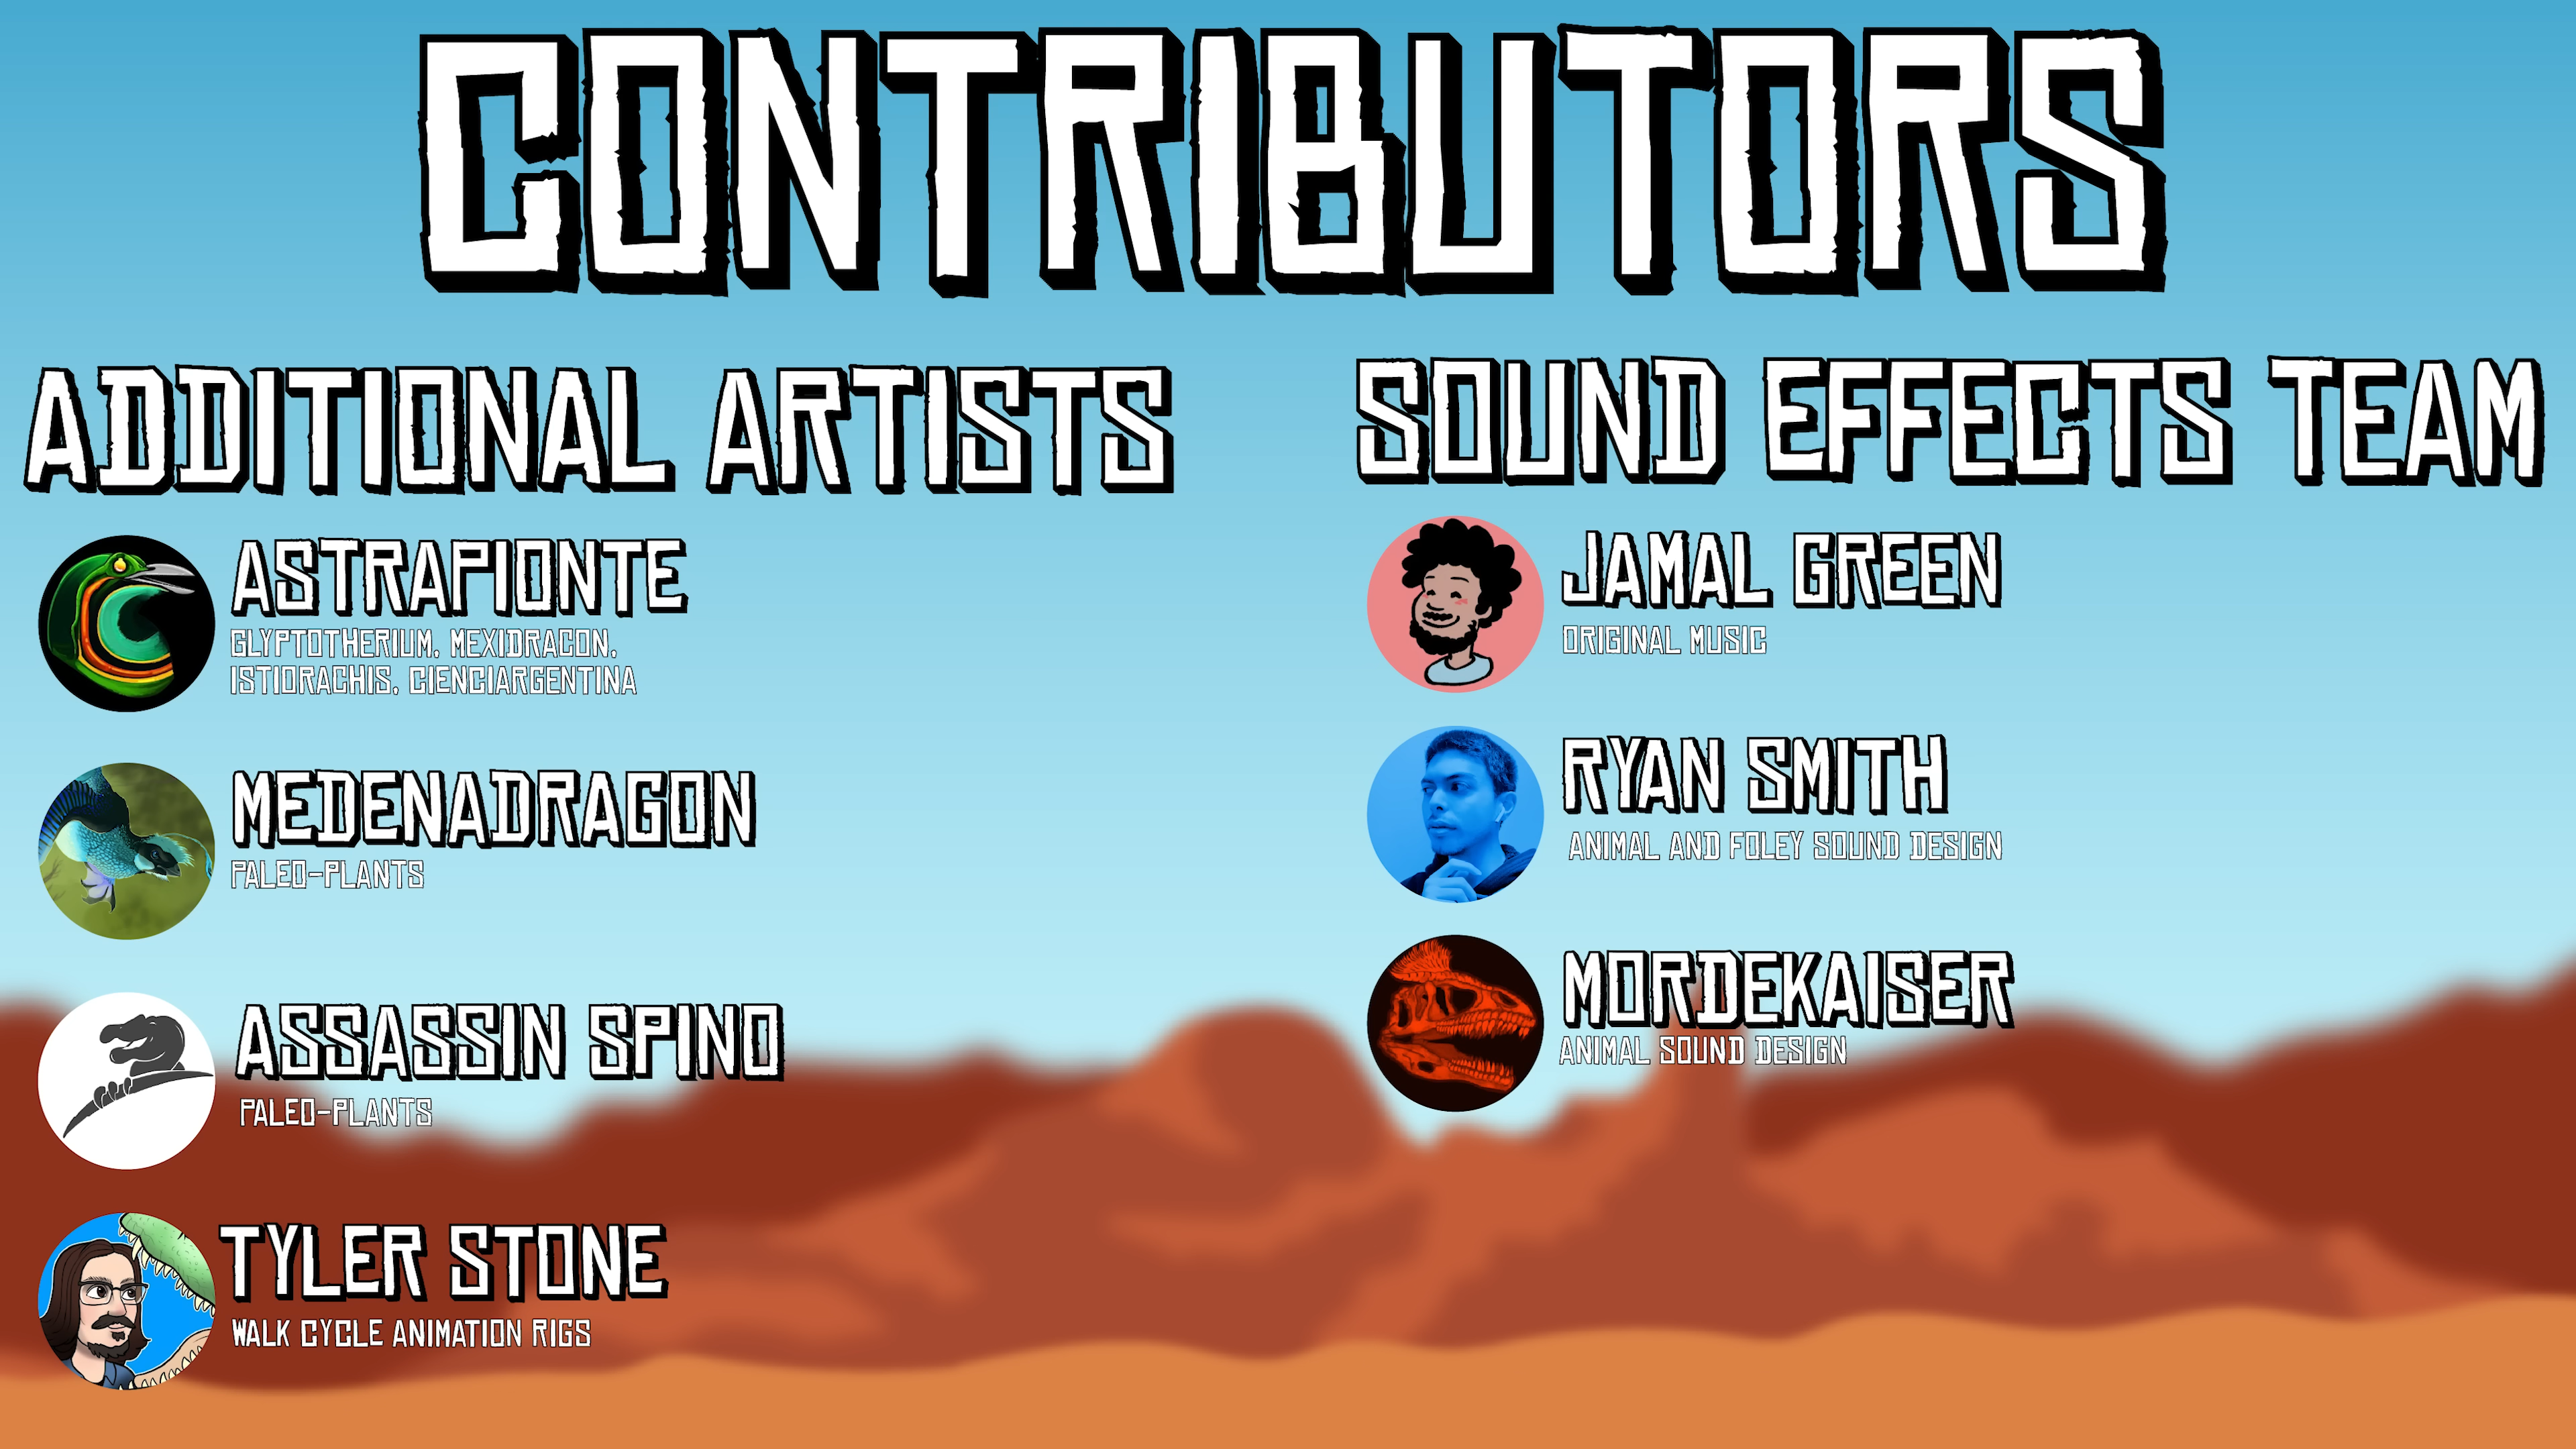 CONTRIBUTORS
ADDITIONAL ARTISTS
ASTRAPIONTE
GLYPTOTHERIUM, MEXIDRACON,
ISTIORACHIS, CIENCIARGENTINA
MEDENADRAGON
PALEO-PLANTS
ASSASSIN SPINO
PALEO-PLANTS
TYLER STONE
WALK CYCLE ANIMATION RIGS
SOUND EFFECTS TEAM
JAMAL GREEN
ORIGINAL MUSIC
RYAN SMITH
ANIMAL AND FOLEY SOUND DESIGN
MORDEKAISER
ANIMAL SOUND DESIGN